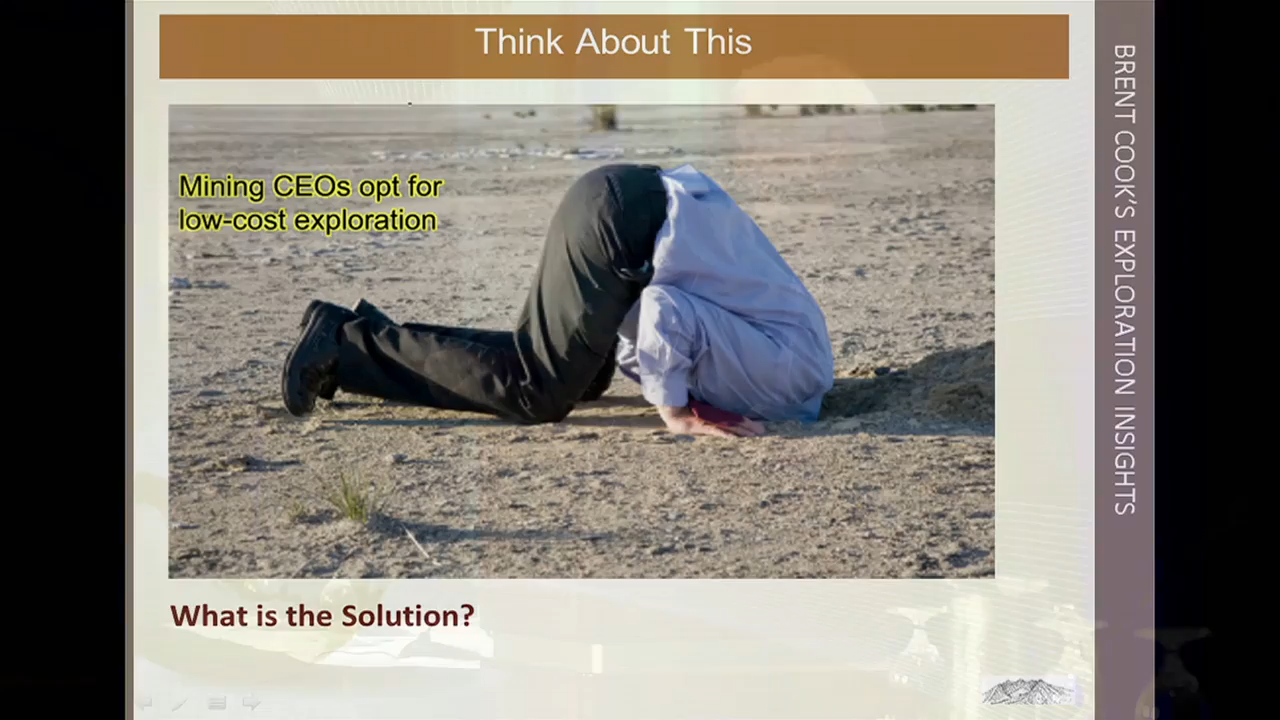 Think About This
Mining CEOs opt for
low-cost exploration
What is the Solution?
BRENT COOK'S EXPLORATION INSIGHTS